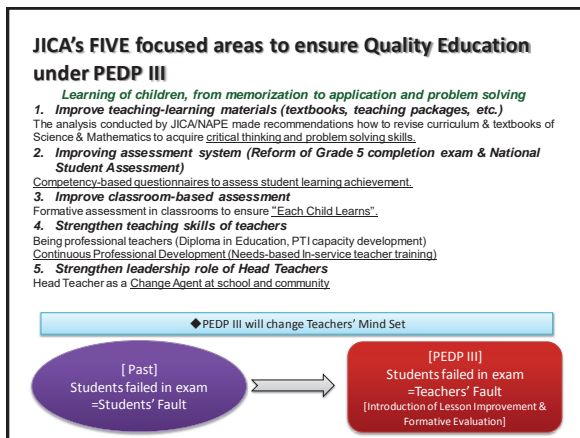 JICA's FIVE focused areas to ensure Quality Education
under PEDP III
Learning of children, from memorization to application and problem solving
1. Improve teaching-learning materials (textbooks, teaching packages, etc.)
The analysis conducted by JICA/NAPE made recommendations how to revise curriculum & textbooks of
Science & Mathematics to acquire critical thinking and problem solving skills.
2. Improving assessment system (Reform of Grade 5 completion exam & National
Student Assessment)
Competency-based questionnaires to assess student learning achievement.
3. Improve classroom-based assessment
Formative assessment in classrooms to ensure "Each Child Learns".
4. Strengthen teaching skills of teachers
Being professional teachers (Diploma in Education, PTI capacity development)
Continuous Professional Development (Needs-based In-service teacher training)
5. Strengthen leadership role of Head Teachers
Head Teacher as a Change Agent at school and community
◆PEDP III will change Teachers' Mind Set
[ Past]
Students failed in exam
=Students' Fault
[PEDP III]
Students failed in exam
=Teachers' Fault
[Introduction of Lesson Improvement &
Formative Evaluation]